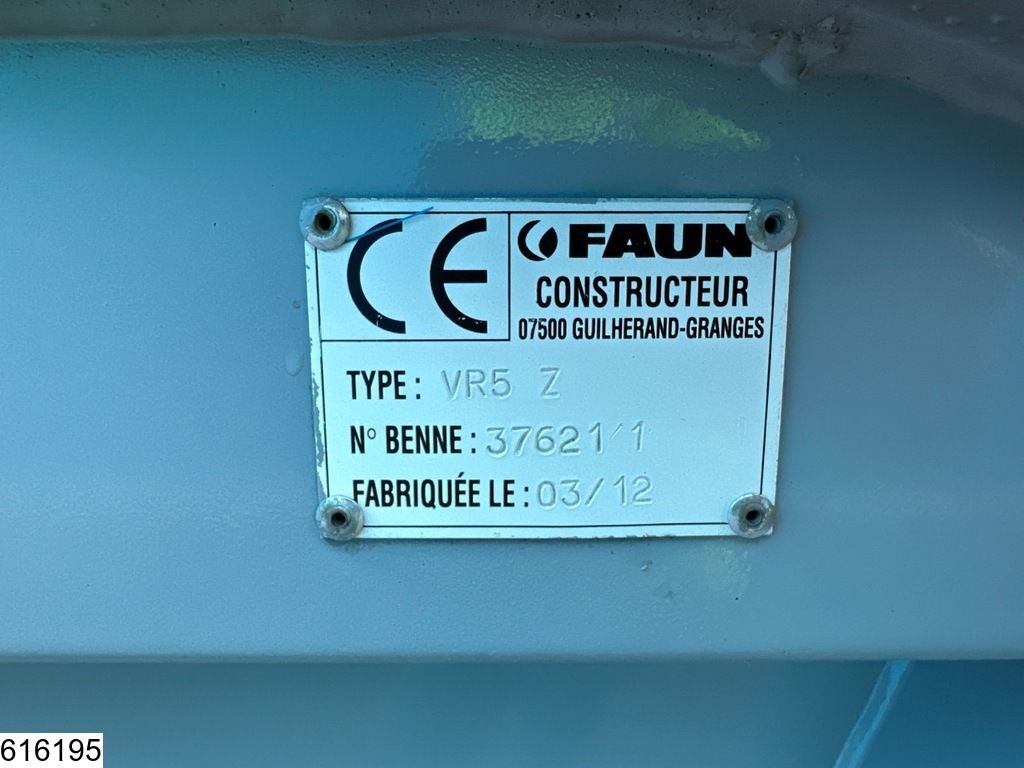 CE
FAUN
CONSTRUCTEUR
07500 GUILHERAND-GRANGES
TYPE : VR5 Z
N° BENNE : 37621/1
FABRIQUÉE LE : 03/12
616195